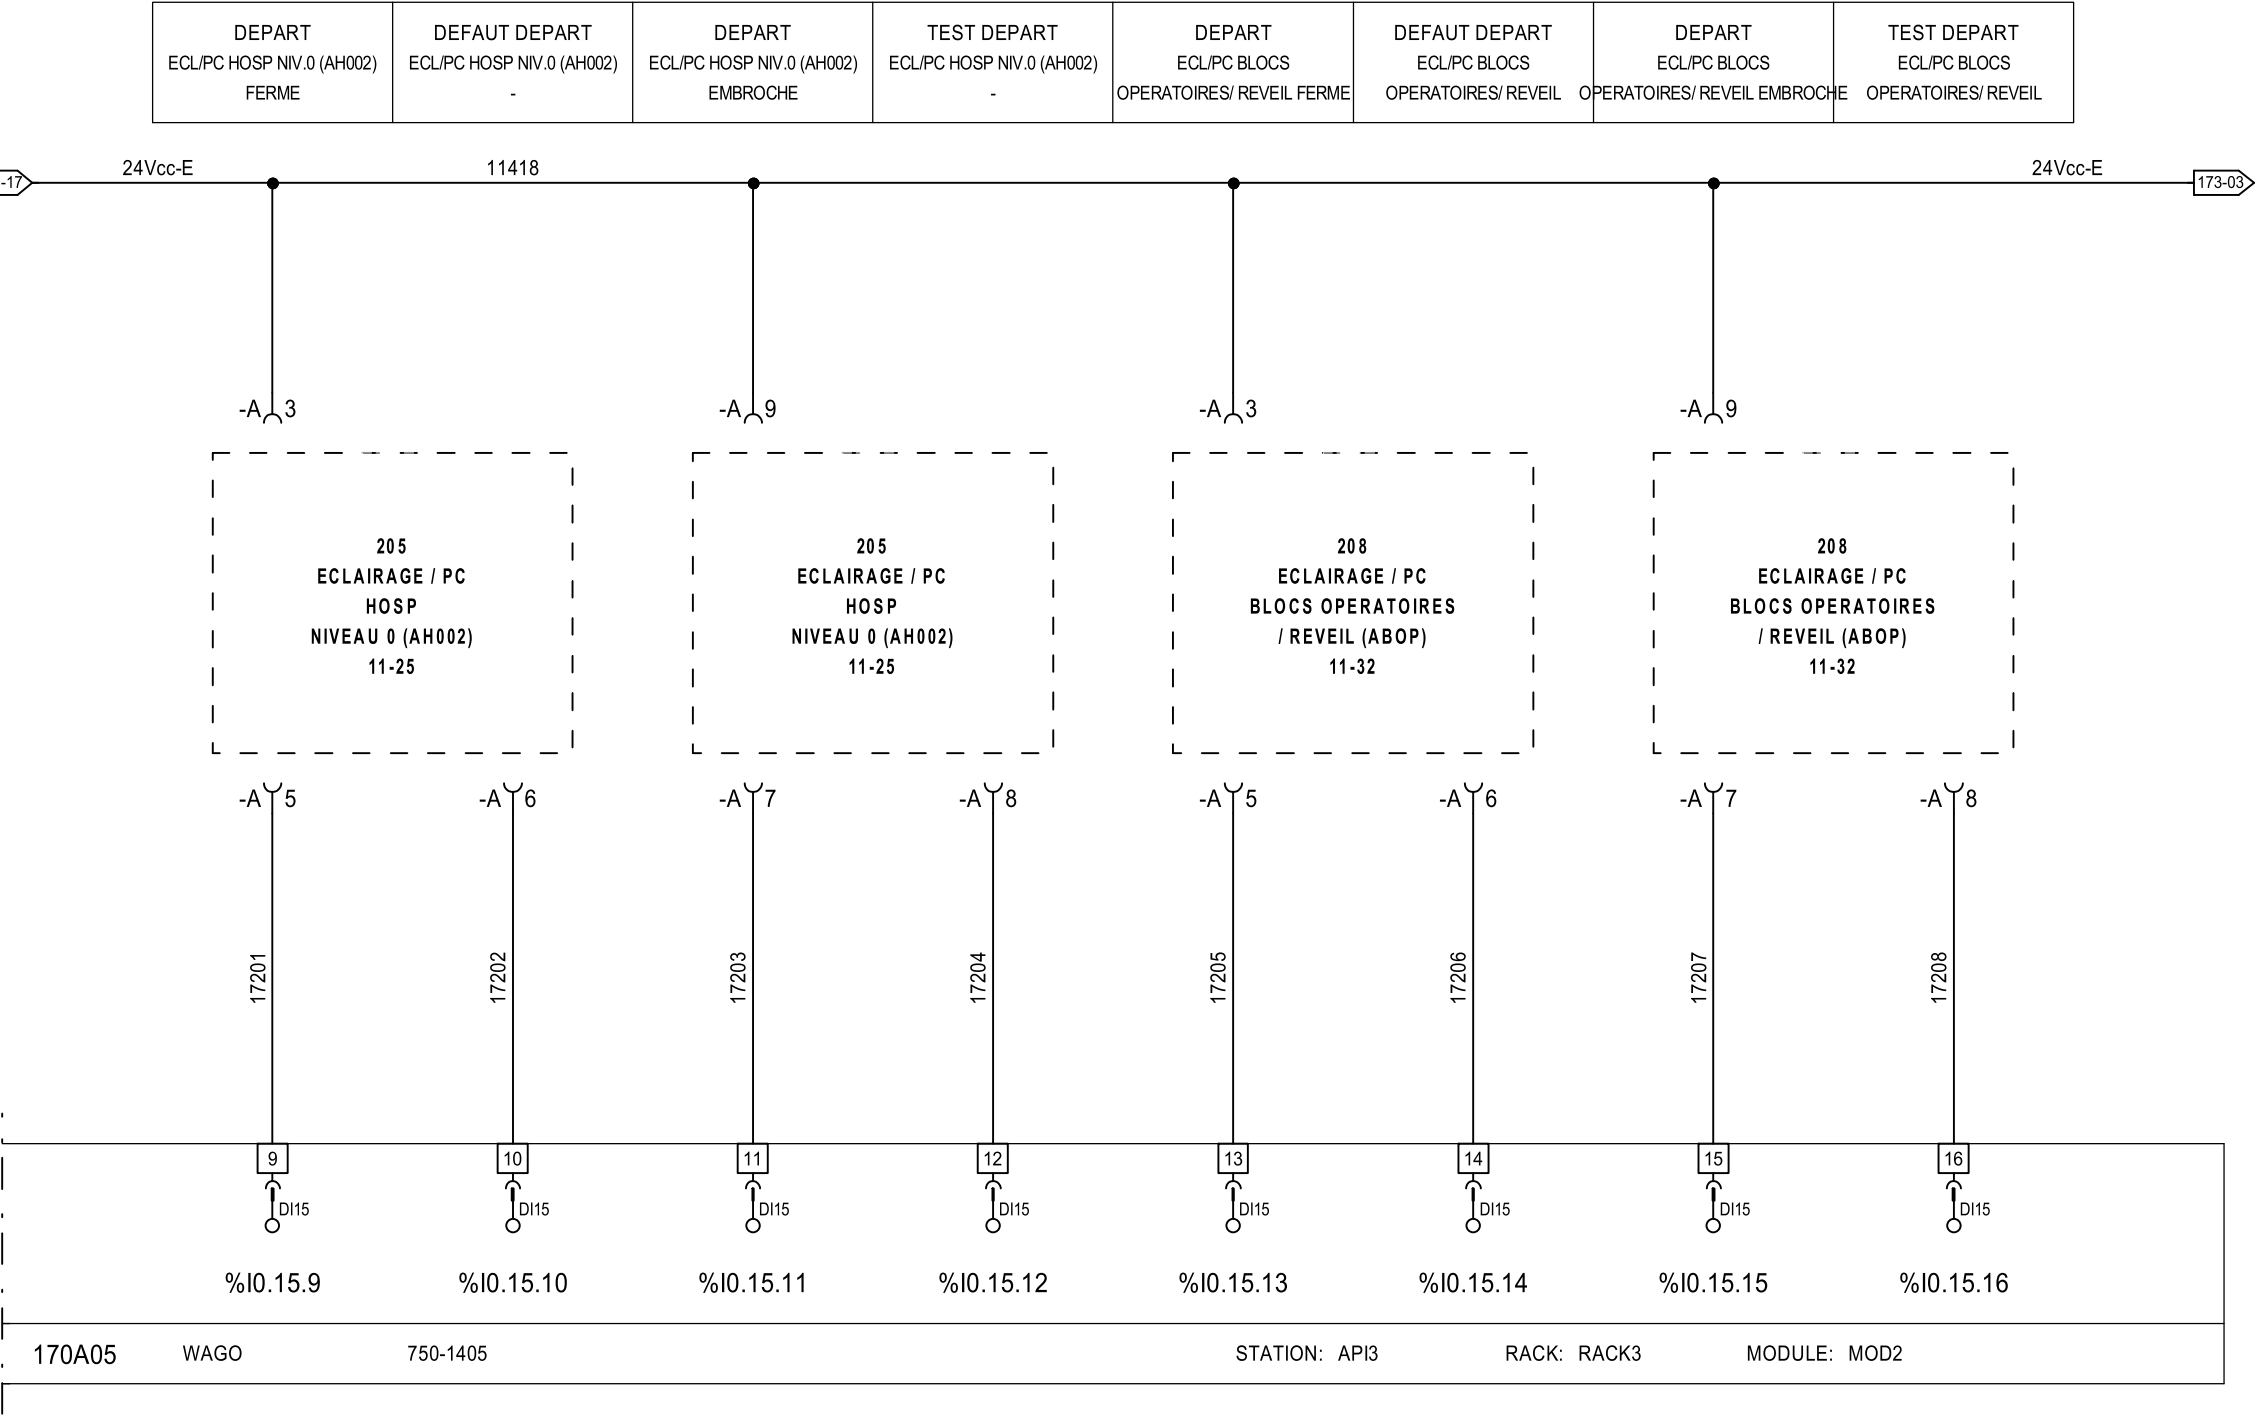 DEPART
ECL/PC HOSP NIV.0 (AH002)
FERME
DEFAUT DEPART
ECL/PC HOSP NIV.0 (AH002)
-
DEPART
ECL/PC HOSP NIV.0 (AH002)
EMBROCHE
TEST DEPART
ECL/PC HOSP NIV.0 (AH002)
-
DEPART
ECL/PC BLOCS
OPERATOIRES/ REVEIL FERME
DEFAUT DEPART
ECL/PC BLOCS
OPERATOIRES/ REVEIL
DEPART
ECL/PC BLOCS
OPERATOIRES/ REVEIL EMBROCHE
TEST DEPART
ECL/PC BLOCS
OPERATOIRES/ REVEIL
-17 24Vcc-E 11418 24Vcc-E 173-03
-A 3 -A 9 -A 3 -A 9
205
ECLAIRAGE / PC
HOSP
NIVEAU 0 (AH002)
11-25
205
ECLAIRAGE / PC
HOSP
NIVEAU 0 (AH002)
11-25
208
ECLAIRAGE / PC
BLOCS OPERATOIRES
/ REVEIL (ABOP)
11-32
208
ECLAIRAGE / PC
BLOCS OPERATOIRES
/ REVEIL (ABOP)
11-32
-A 5 -A 6 -A 7 -A 8 -A 5 -A 6 -A 7 -A 8
17201 17202 17203 17204 17205 17206 17207 17208
9 10 11 12 13 14 15 16
DI15 DI15 DI15 DI15 DI15 DI15 DI15 DI15
%I0.15.9 %I0.15.10 %I0.15.11 %I0.15.12 %I0.15.13 %I0.15.14 %I0.15.15 %I0.15.16
170A05 WAGO 750-1405 STATION: API3 RACK: RACK3 MODULE: MOD2